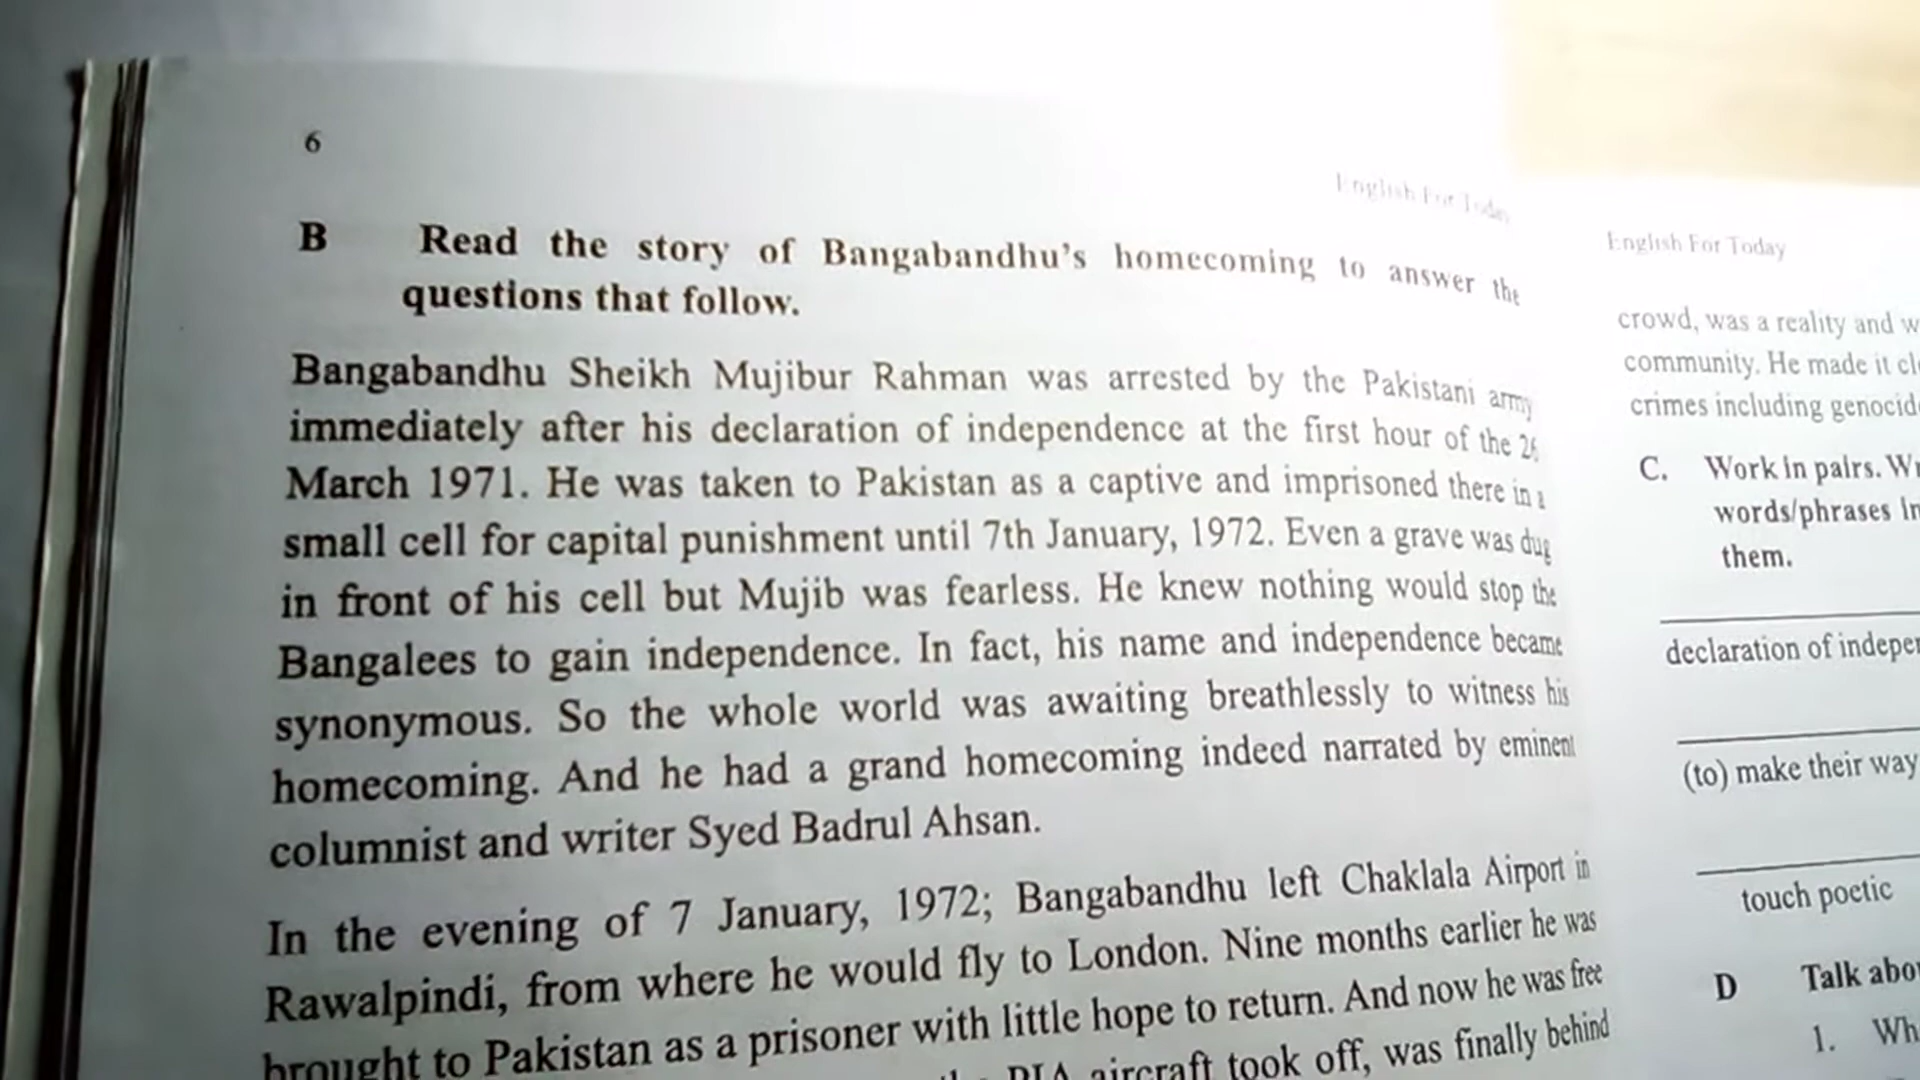 6
English For Today
B Read the story of Bangabandhu's homecoming to answer the
questions that follow.
Bangabandhu Sheikh Mujibur Rahman was arrested by the Pakistani army
immediately after his declaration of independence at the first hour of the 26
March 1971. He was taken to Pakistan as a captive and imprisoned there in a
small cell for capital punishment until 7th January, 1972. Even a grave was dug
in front of his cell but Mujib was fearless. He knew nothing would stop the
Bangalees to gain independence. In fact, his name and independence became
synonymous. So the whole world was awaiting breathlessly to witness his
homecoming. And he had a grand homecoming indeed narrated by eminent
columnist and writer Syed Badrul Ahsan.
In the evening of 7 January, 1972; Bangabandhu left Chaklala Airport in
Rawalpindi, from where he would fly to London. Nine months earlier he was
brought to Pakistan as a prisoner with little hope to return. And now he was free
PIA aircraft took off, was finally behind
English For Today
crowd, was a reality and
community. He made it
crimes including
C. Work in pairs.
words/phrases
them.
declaration of
(to) make their way
touch poetic
D Talk
1.